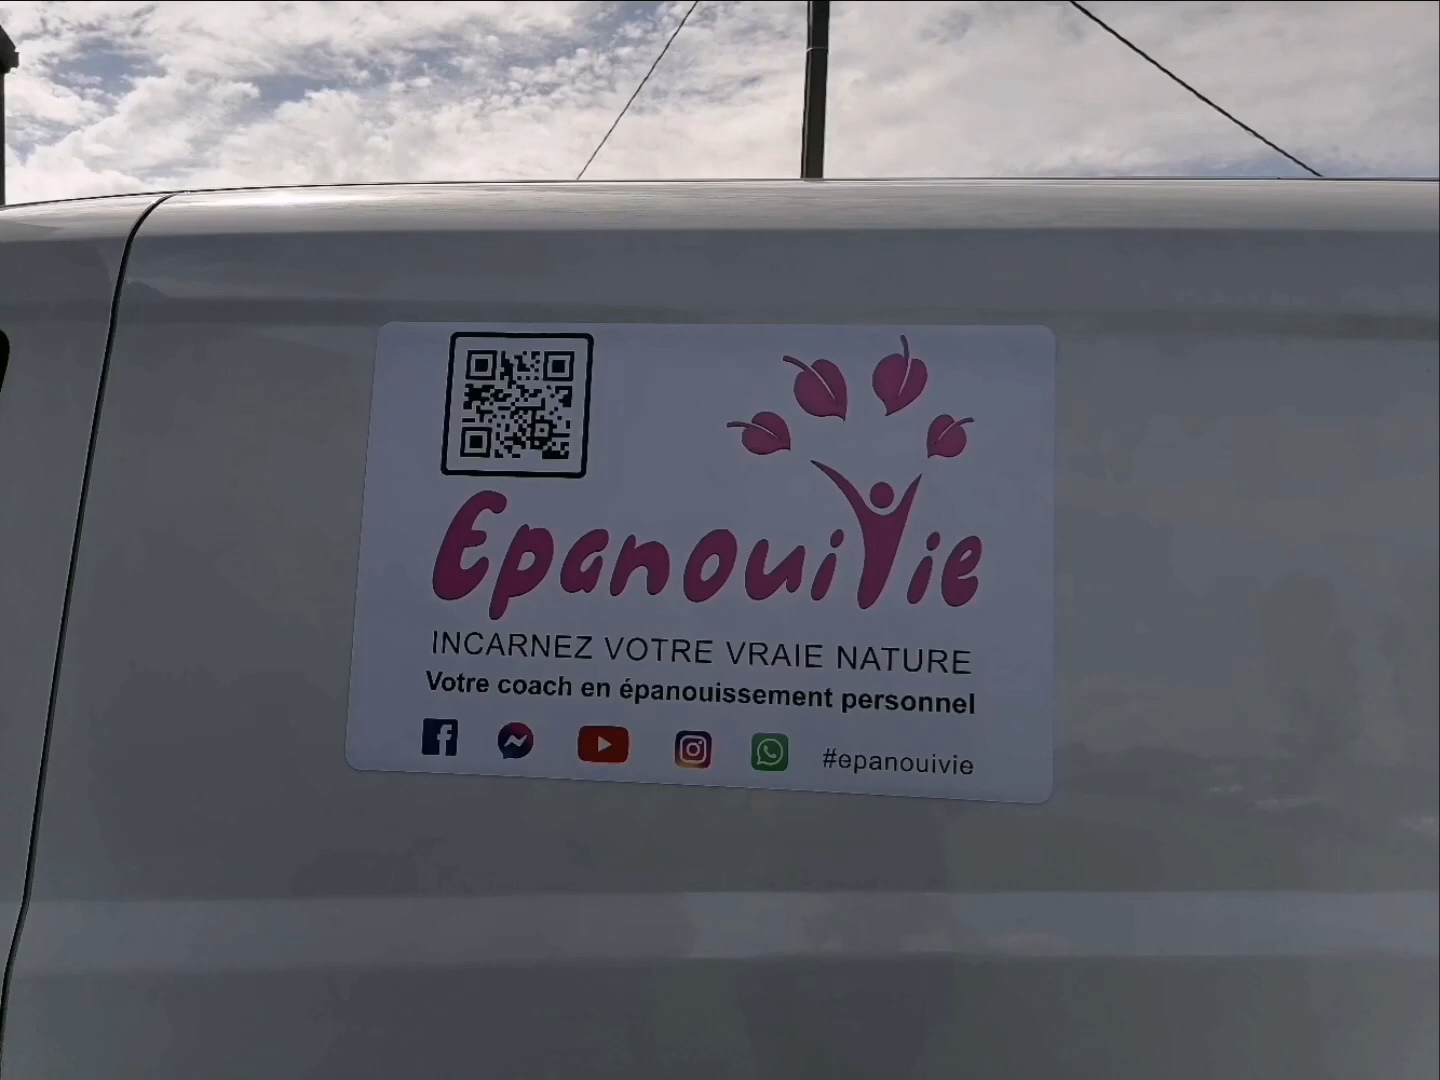 EpanouiVie
INCARNEZ VOTRE VRAIE NATURE
Votre coach en épanouissement personnel
#epanouivie